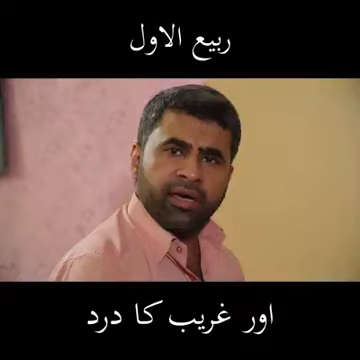 ربیع الاول
اور غریب کا درد